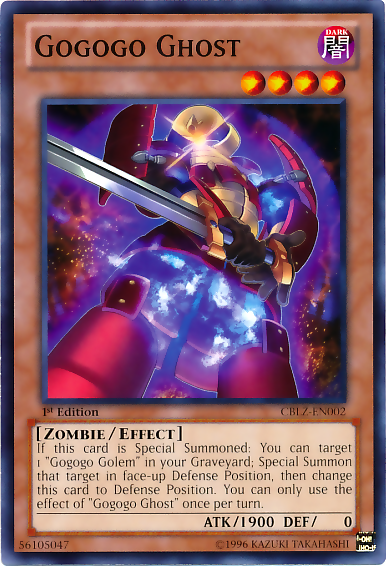 GOGOGO GHOST
DARK
闇
1st Edition
CBLZ-EN002
[ZOMBIE / EFFECT]
If this card is Special Summoned: You can target
1 "Gogogo Golem" in your Graveyard; Special Summon
that target in face-up Defense Position, then change
this card to Defense Position. You can only use the
effect of "Gogogo Ghost" once per turn.
ATK/1900 DEF/ 0
56105047
©1996 KAZUKI TAKAHASHI